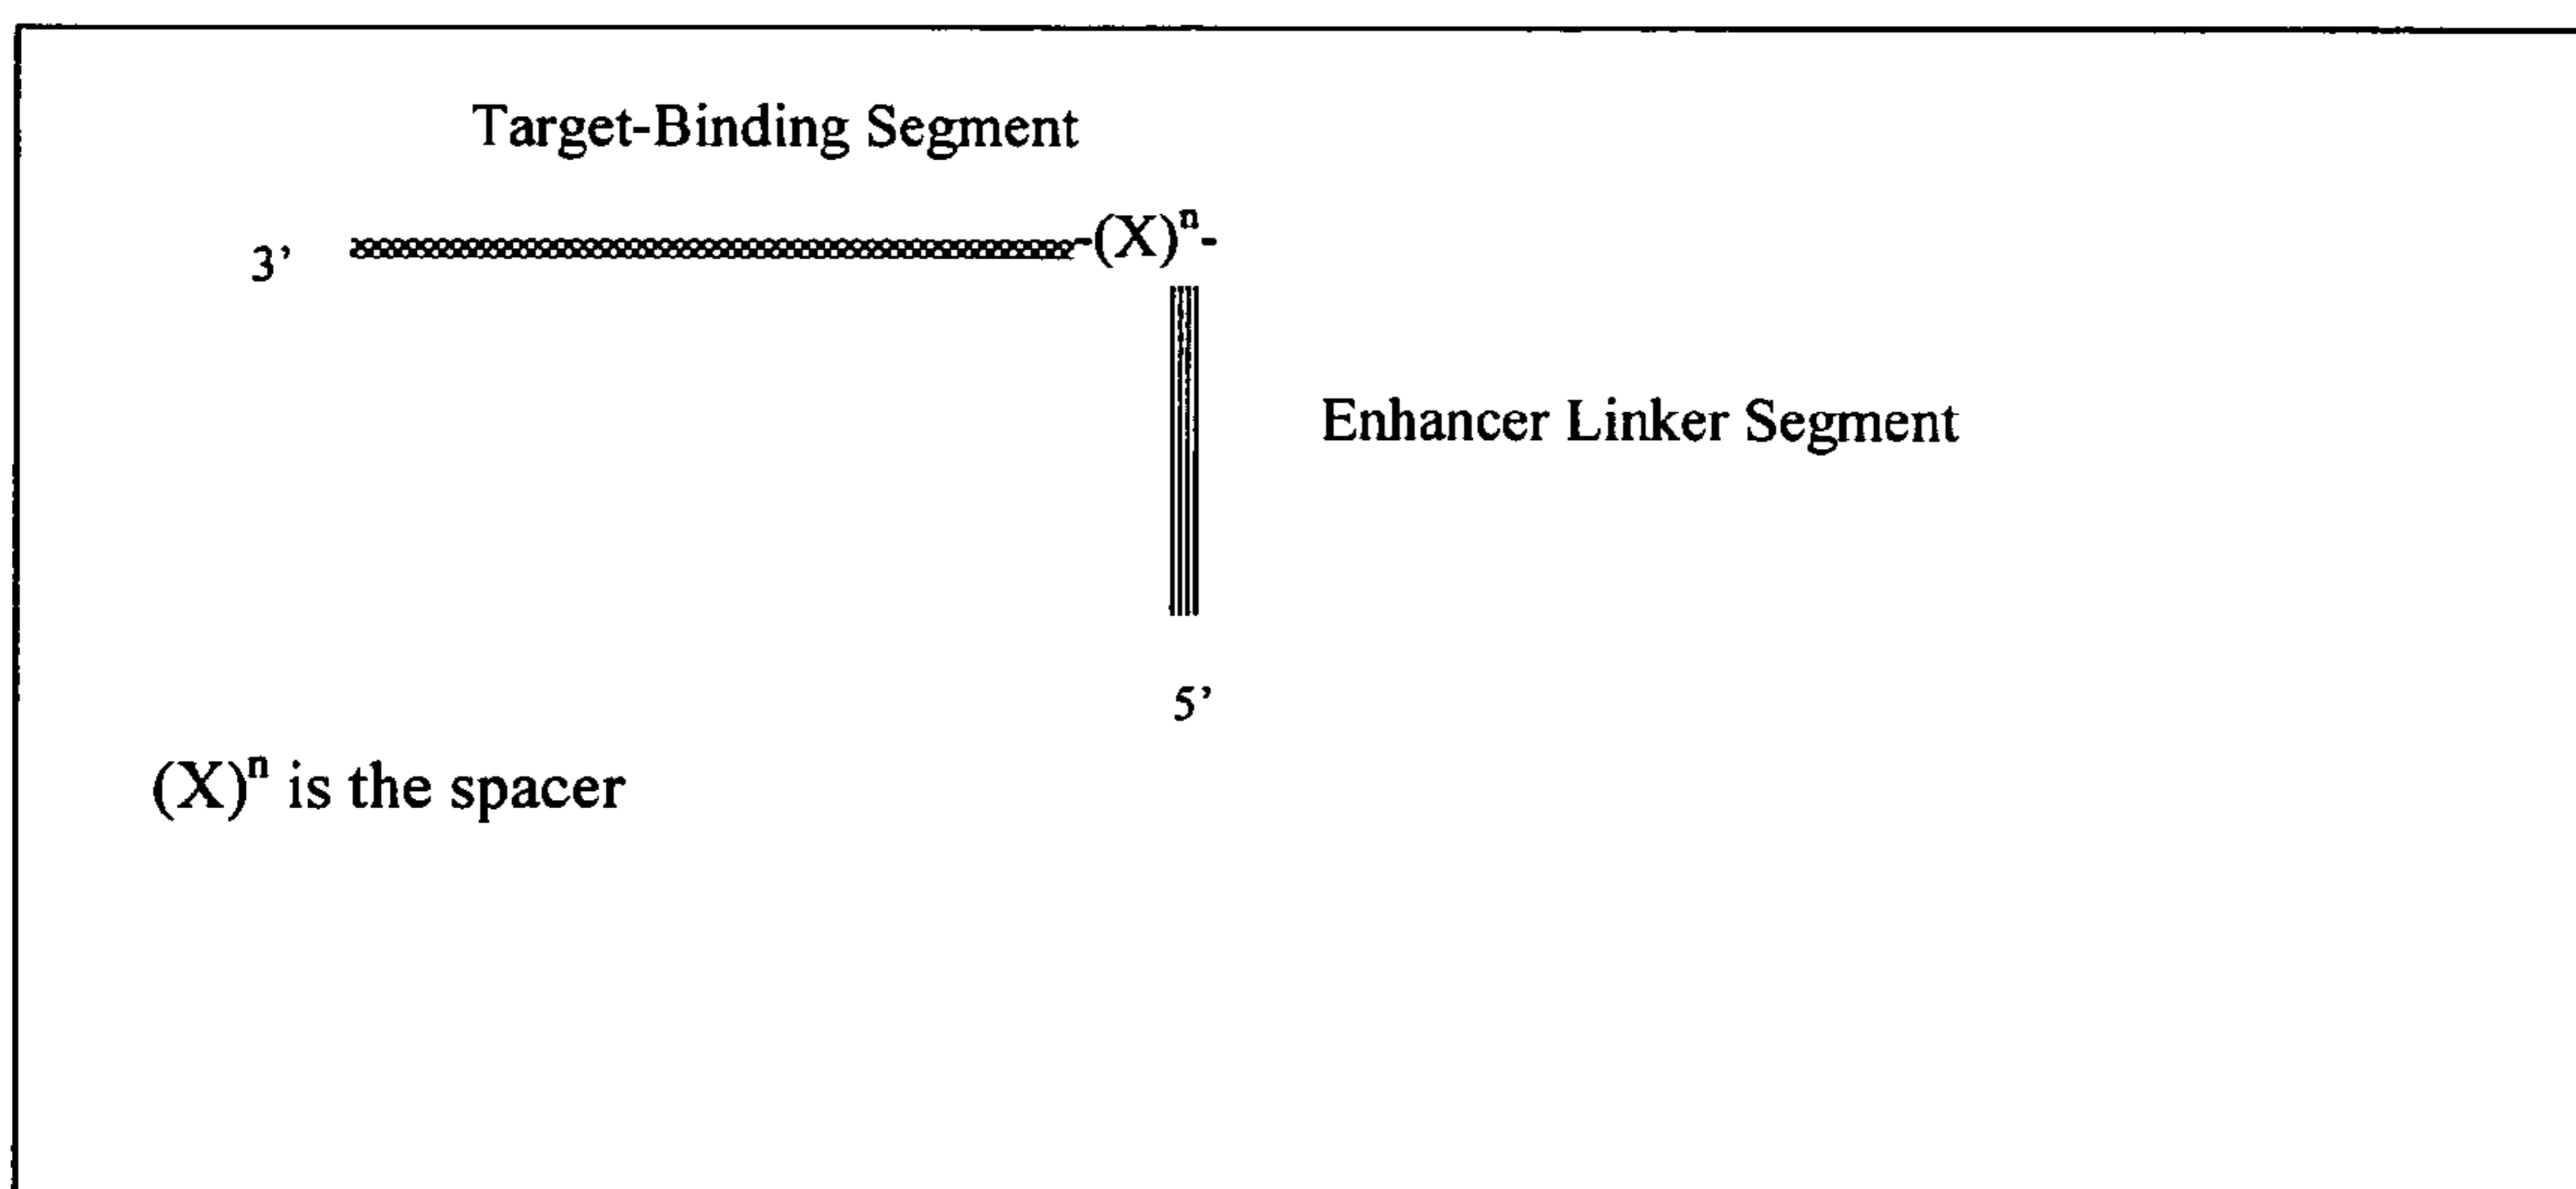 Target-Binding Segment
3’ -(X)ⁿ-
Enhancer Linker Segment
5’
(X)ⁿ is the spacer